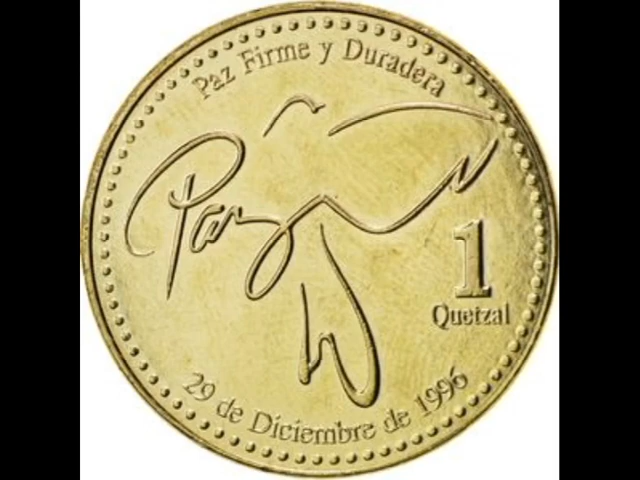 Paz Firme y Duradera
Paz
1
Quetzal
29 de Diciembre de 1996